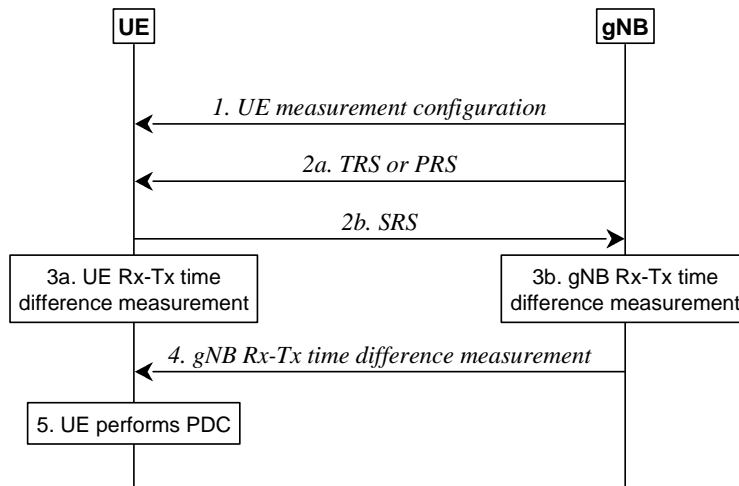 UE
gNB
1. UE measurement configuration
2a. TRS or PRS
2b. SRS
3a. UE Rx-Tx time
difference measurement
3b. gNB Rx-Tx time
difference measurement
4. gNB Rx-Tx time difference measurement
5. UE performs PDC